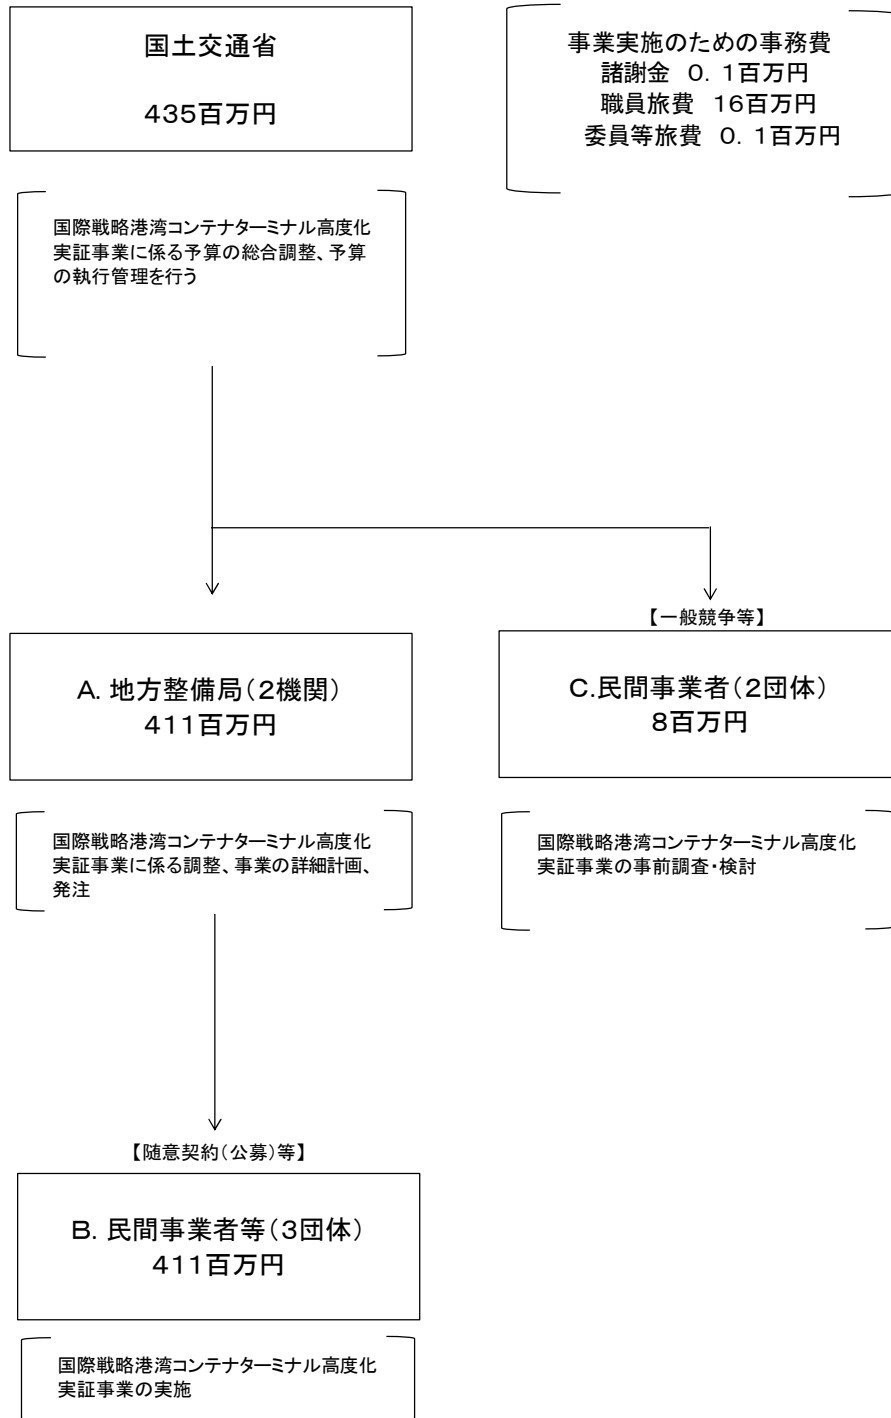 国土交通省
435百万円
事業実施のための事務費
諸謝金 0.1百万円
職員旅費 16百万円
委員等旅費 0.1百万円
国際戦略港湾コンテナターミナル高度化
実証事業に係る予算の総合調整、予算
の執行管理を行う
A.地方整備局(2機関)
411百万円
【一般競争等】
C.民間事業者(2団体)
8百万円
国際戦略港湾コンテナターミナル高度化
実証事業に係る調整、事業の詳細計画、
発注
国際戦略港湾コンテナターミナル高度化
実証事業の事前調査・検討
【随意契約(公募)等】
B.民間事業者等(3団体)
411百万円
国際戦略港湾コンテナターミナル高度化
実証事業の実施